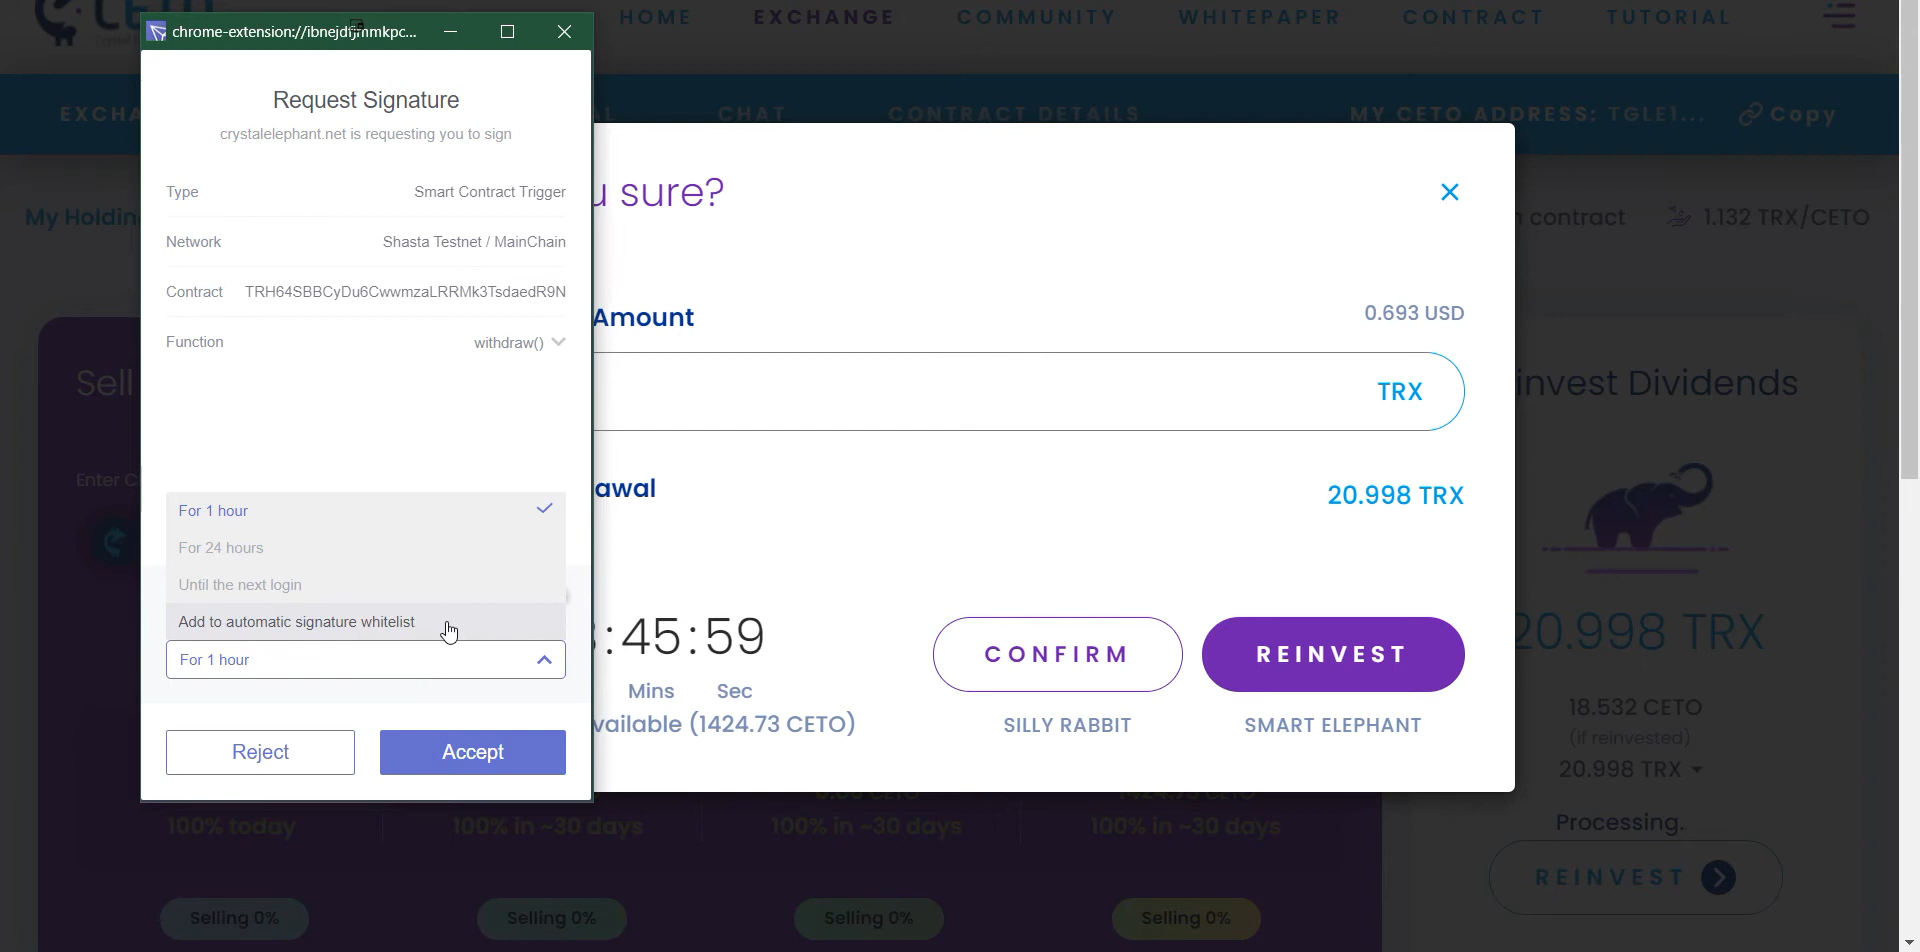 HOME EXCHANGE COMMUNITY WHITEPAPER CONTRACT TUTORIAL
chrome-extension://ibnejdfjmmkpc...
Request Signature
crystalelephant.net is requesting you to sign
Type Smart Contract Trigger
Network Shasta Testnet / MainChain
Contract TRH64SBBCyDu6CwwmzaLRRMk3TsdaedR9N
Function withdraw()
For 1 hour
For 24 hours
Until the next login
Add to automatic signature whitelist
For 1 hour
Reject Accept
EXCHA CHAT CONTRACT DETAILS MY CETO ADDRESS: TGLE1... Copy
My Holdin contract 1.132 TRX/CETO
u sure?
Amount 0.693 USD
TRX
awal 20.998 TRX
:45:59
Mins Sec
vailable (1424.73 CETO)
CONFIRM REINVEST
SILLY RABBIT SMART ELEPHANT
Sell
Enter C
invest Dividends
20.998 TRX
18.532 CETO
(if reinvested)
20.998 TRX
Processing.
REINVEST
100% today 100% in ~30 days 100% in ~30 days 100% in ~30 days
Selling 0% Selling 0% Selling 0% Selling 0%